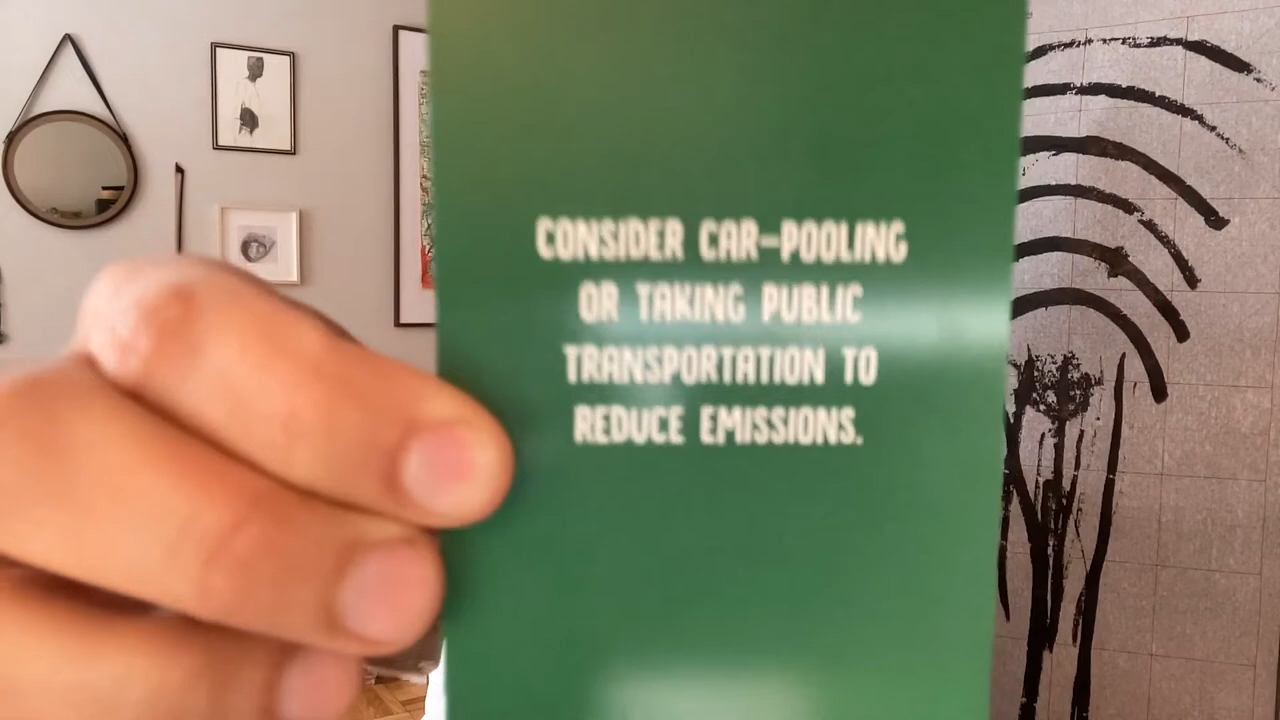 CONSIDER CAR-POOLING
OR TAKING PUBLIC
TRANSPORTATION TO
REDUCE EMISSIONS.